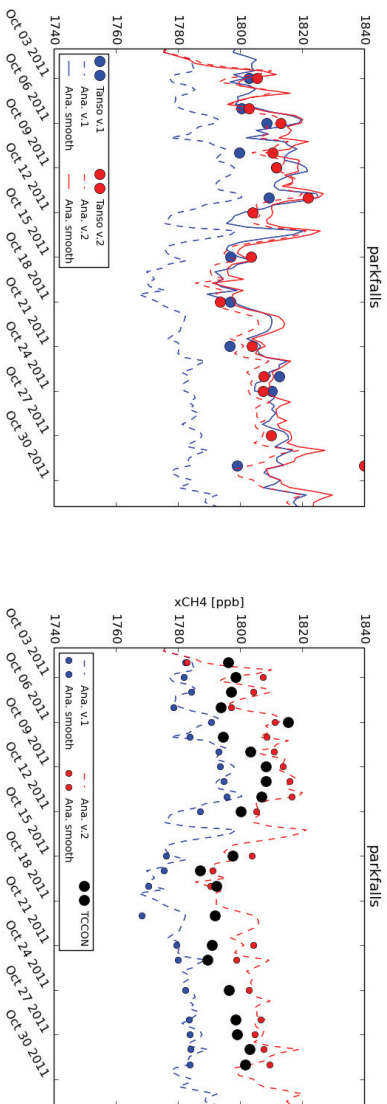 parkfalls
1840
1820
1800
1780
1760
1740
Oct 03 2011
Oct 06 2011
Oct 09 2011
Oct 12 2011
Oct 15 2011
Oct 18 2011
Oct 21 2011
Oct 24 2011
Oct 27 2011
Oct 30 2011
Tanso v.1 Tanso v.2
Ana. v.1 Ana. v.2
Ana. smooth Ana. smooth
parkfalls
xCH4 [ppb]
1840
1820
1800
1780
1760
1740
Oct 03 2011
Oct 06 2011
Oct 09 2011
Oct 12 2011
Oct 15 2011
Oct 18 2011
Oct 21 2011
Oct 24 2011
Oct 27 2011
Oct 30 2011
Ana. v.1 Ana. v.2 TCCON
Ana. smooth Ana. smooth